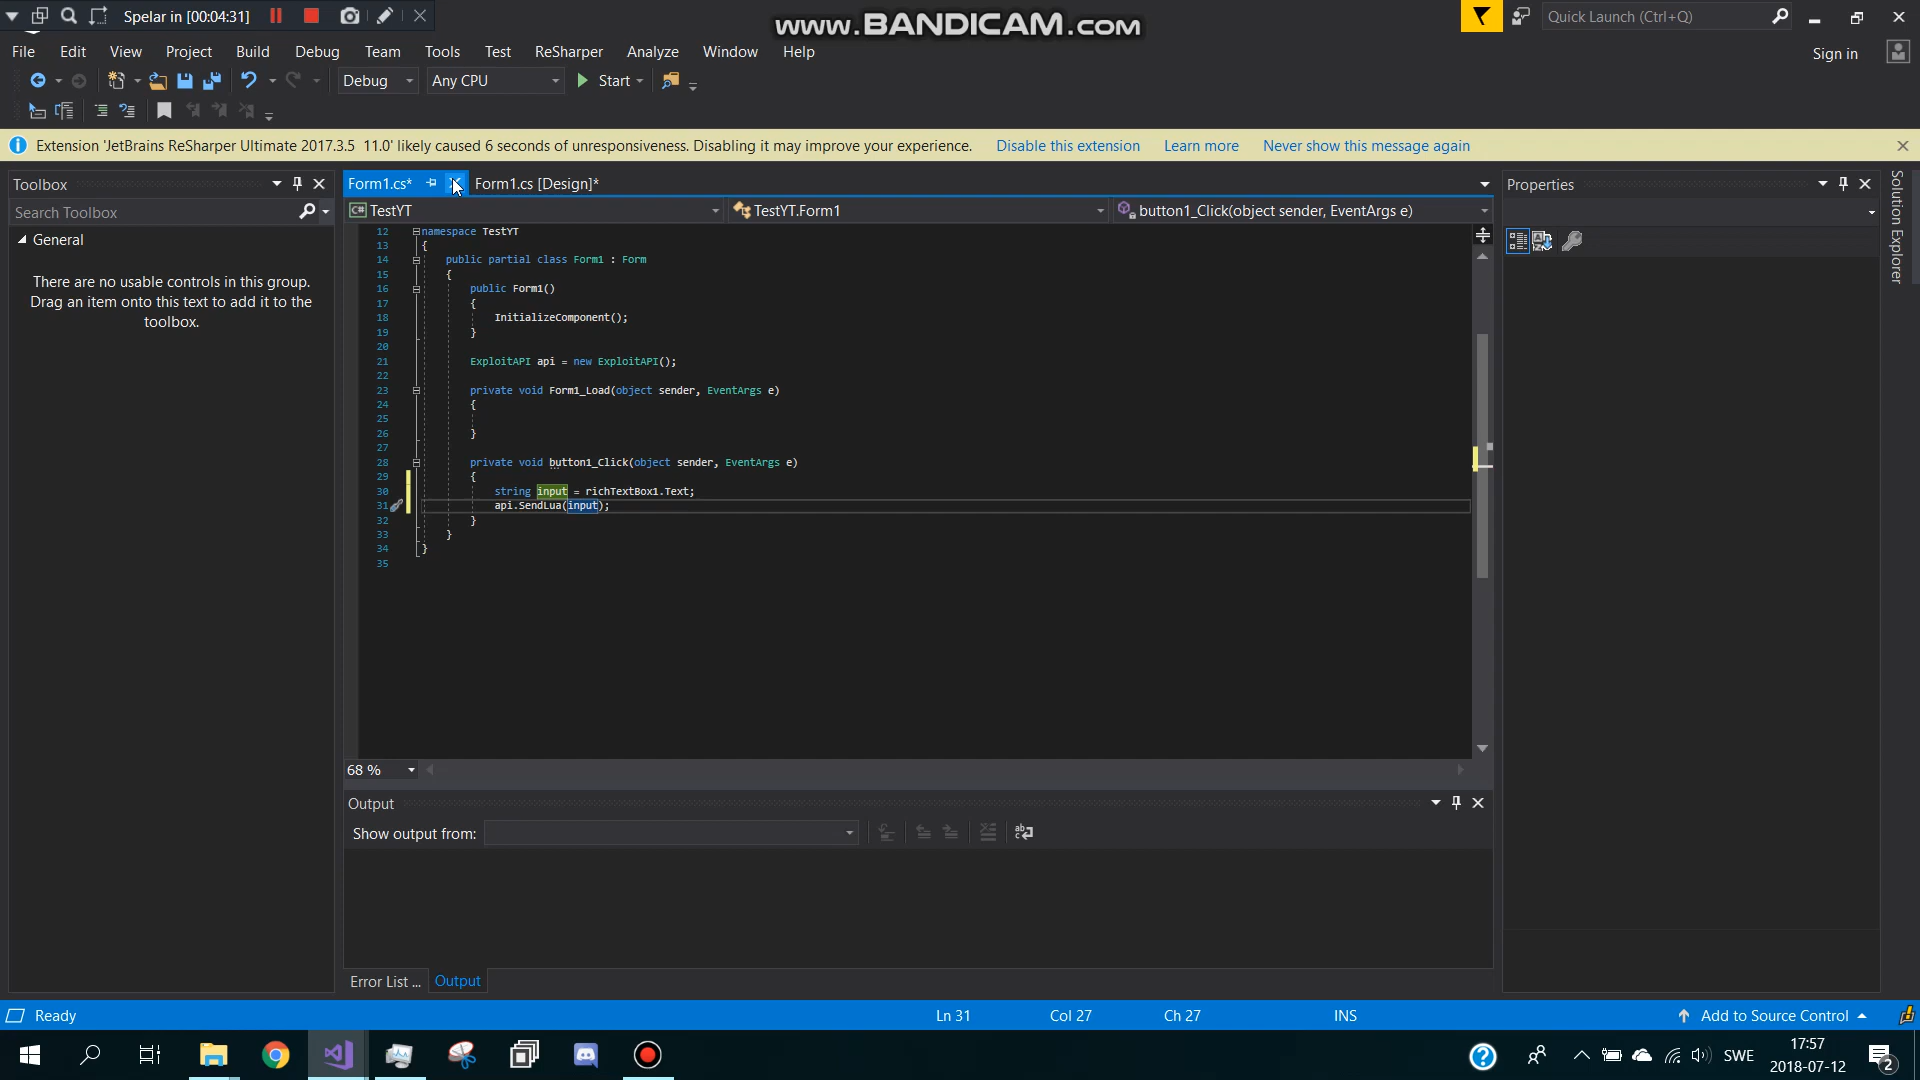 Spelar in [00:04:31]
www.BANDICAM.com
Quick Launch (Ctrl+Q)
File Edit View Project Build Debug Team Tools Test ReSharper Analyze Window Help
Sign in
Debug Any CPU Start
Extension 'JetBrains ReSharper Ultimate 2017.3.5 11.0' likely caused 6 seconds of unresponsiveness. Disabling it may improve your experience. Disable this extension Learn more Never show this message again
Toolbox
Search Toolbox
General
There are no usable controls in this group.
Drag an item onto this text to add it to the
toolbox.
Form1.cs* Form1.cs [Design]*
TestYT TestYT.Form1 button1_Click(object sender, EventArgs e)
12 namespace TestYT
13 {
14 public partial class Form1 : Form
15 {
16 public Form1()
17 {
18 InitializeComponent();
19 }
20
21 ExploitAPI api = new ExploitAPI();
22
23 private void Form1_Load(object sender, EventArgs e)
24 {
25
26 }
27
28 private void button1_Click(object sender, EventArgs e)
29 {
30 string input = richTextBox1.Text;
31 api.SendLua(input);
32 }
33 }
34 }
35
68 %
Output
Show output from:
Error List ... Output
Properties
Solution Explorer
Ready Ln 31 Col 27 Ch 27 INS Add to Source Control
SWE
17:57
2018-07-12
2